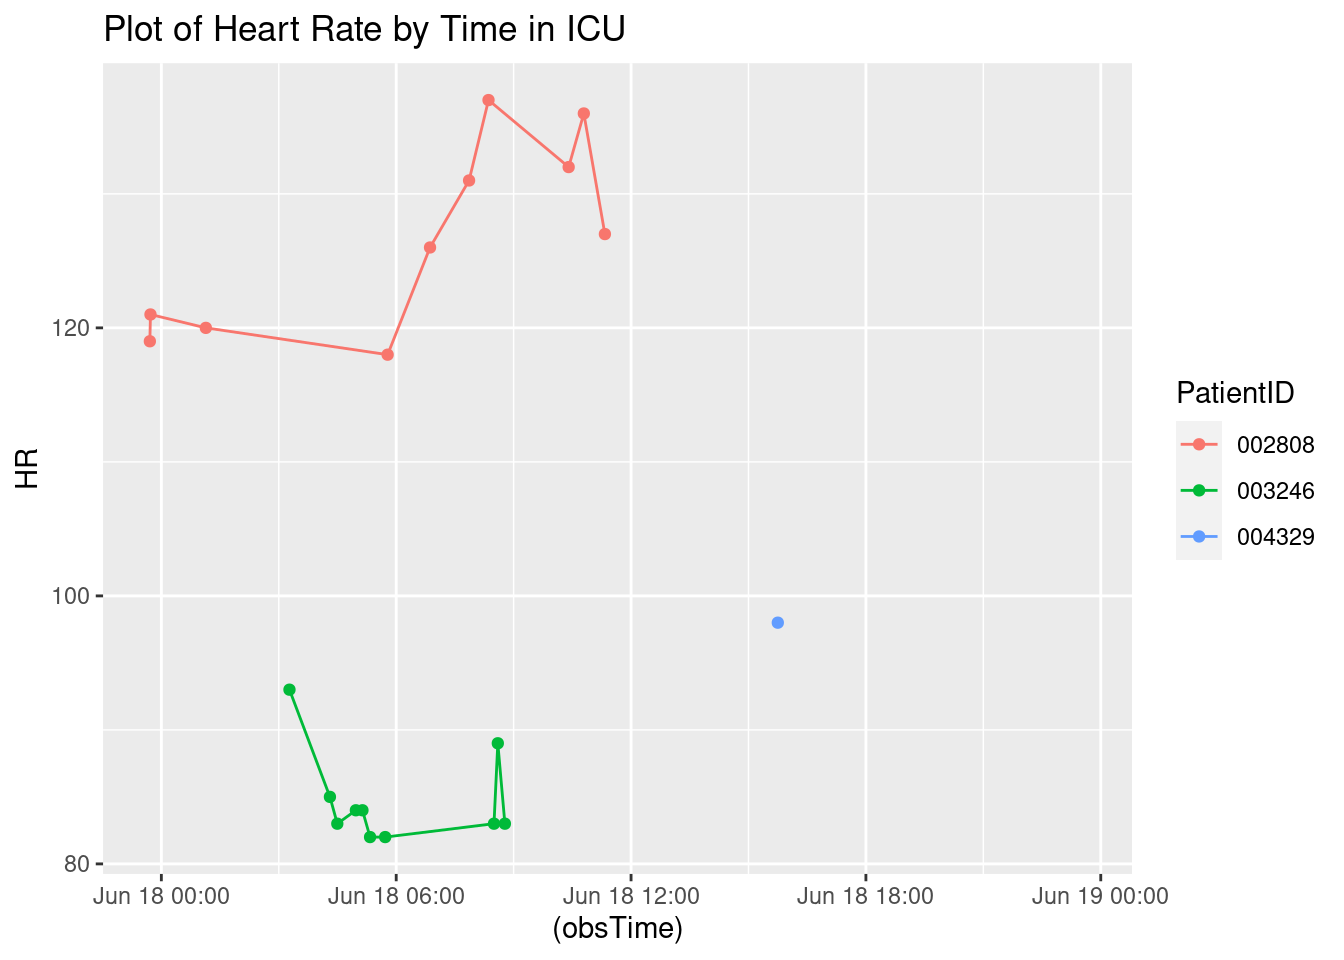 Plot of Heart Rate by Time in ICU
HR
120
100
80
Jun 18 00:00 Jun 18 06:00 Jun 18 12:00 Jun 18 18:00 Jun 19 00:00
(obsTime)
PatientID
002808
003246
004329